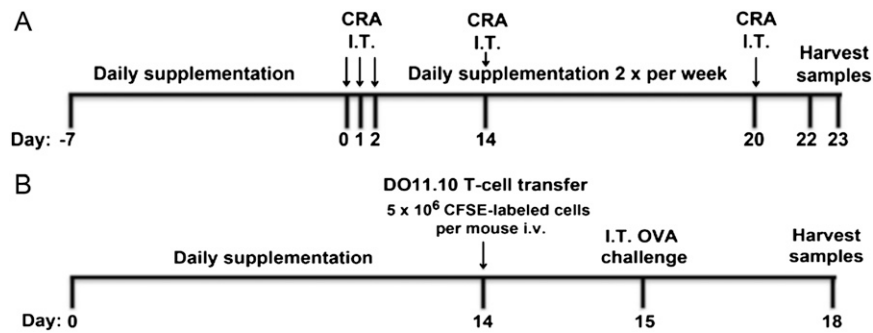 A
CRA
I.T.
CRA
I.T.
CRA
I.T.
Harvest
samples
Daily supplementation
Daily supplementation 2 x per week
Day: -7 0 1 2 14 20 22 23
B
DO11.10 T-cell transfer
5 x 10⁶ CFSE-labeled cells
per mouse i.v.
Daily supplementation
I.T. OVA
challenge
Harvest
samples
Day: 0 14 15 18